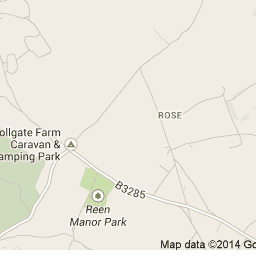 ROSE
ollgate Farm
Caravan &
amping Park
B3285
Reen
Manor Park
Map data ©2014 Go